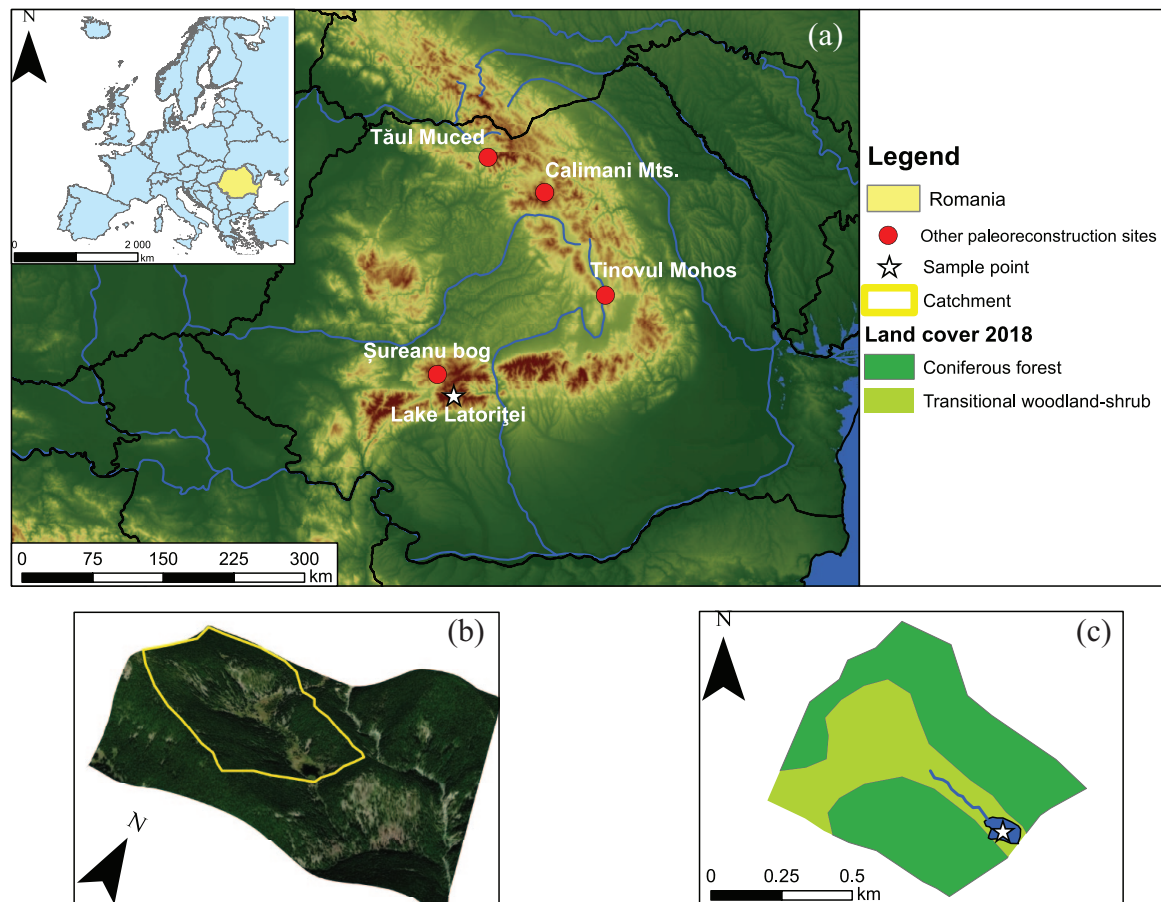 N
(a)
0 2 000
km
Tăul Muced
Calimani Mts.
Tinovul Mohos
Șureanu bog
Lake Latoriţei
0 75 150 225 300
km
Legend
Romania
Other paleoreconstruction sites
Sample point
Catchment
Land cover 2018
Coniferous forest
Transitional woodland-shrub
(b)
N
N
(c)
0 0.25 0.5
km